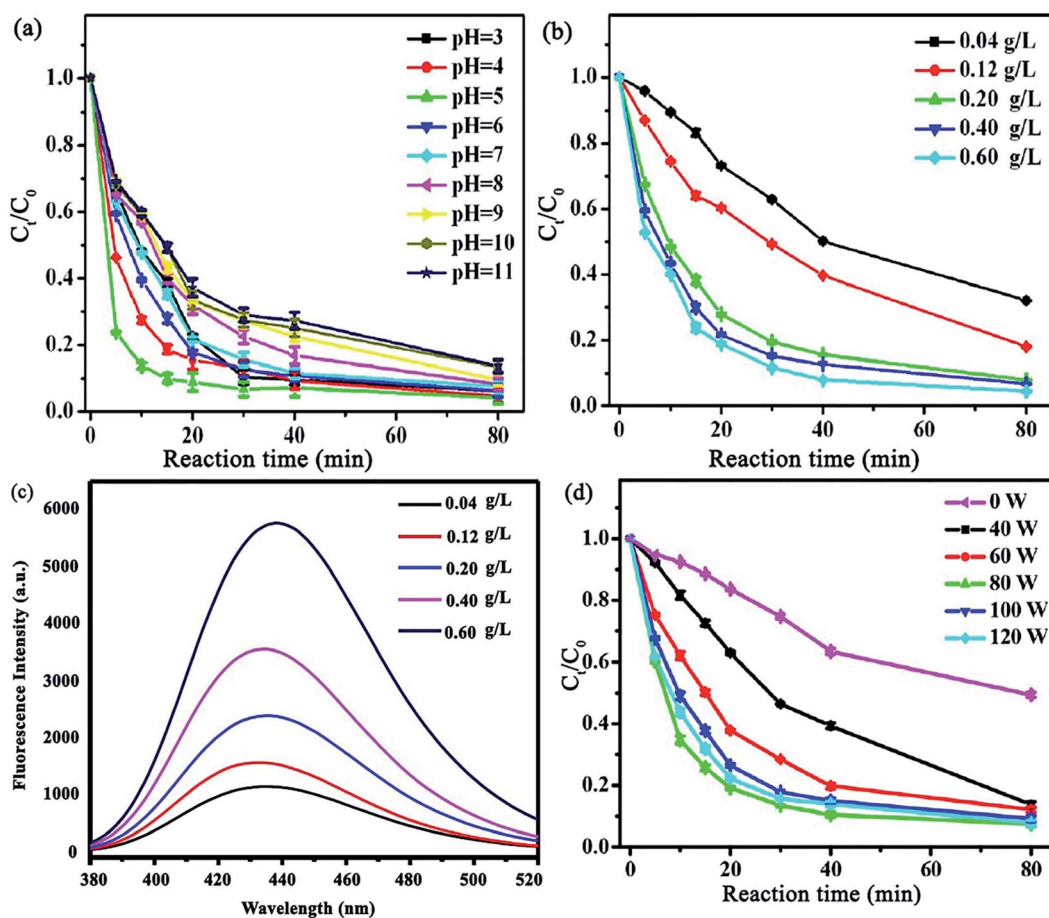 (a)
pH=3
pH=4
pH=5
pH=6
pH=7
pH=8
pH=9
pH=10
pH=11
1.0
0.8
0.6
0.4
0.2
0.0
Ct/C0
0 20 40 60 80
Reaction time (min)
(b)
0.04 g/L
0.12 g/L
0.20 g/L
0.40 g/L
0.60 g/L
1.0
0.8
0.6
0.4
0.2
0.0
Ct/C0
0 20 40 60 80
Reaction time (min)
(c)
0.04 g/L
0.12 g/L
0.20 g/L
0.40 g/L
0.60 g/L
6000
5000
4000
3000
2000
1000
0
Fluorescence Intensity (a.u.)
380 400 420 440 460 480 500 520
Wavelength (nm)
(d)
0 W
40 W
60 W
80 W
100 W
120 W
1.0
0.8
0.6
0.4
0.2
0.0
Ct/C0
0 20 40 60 80
Reaction time (min)